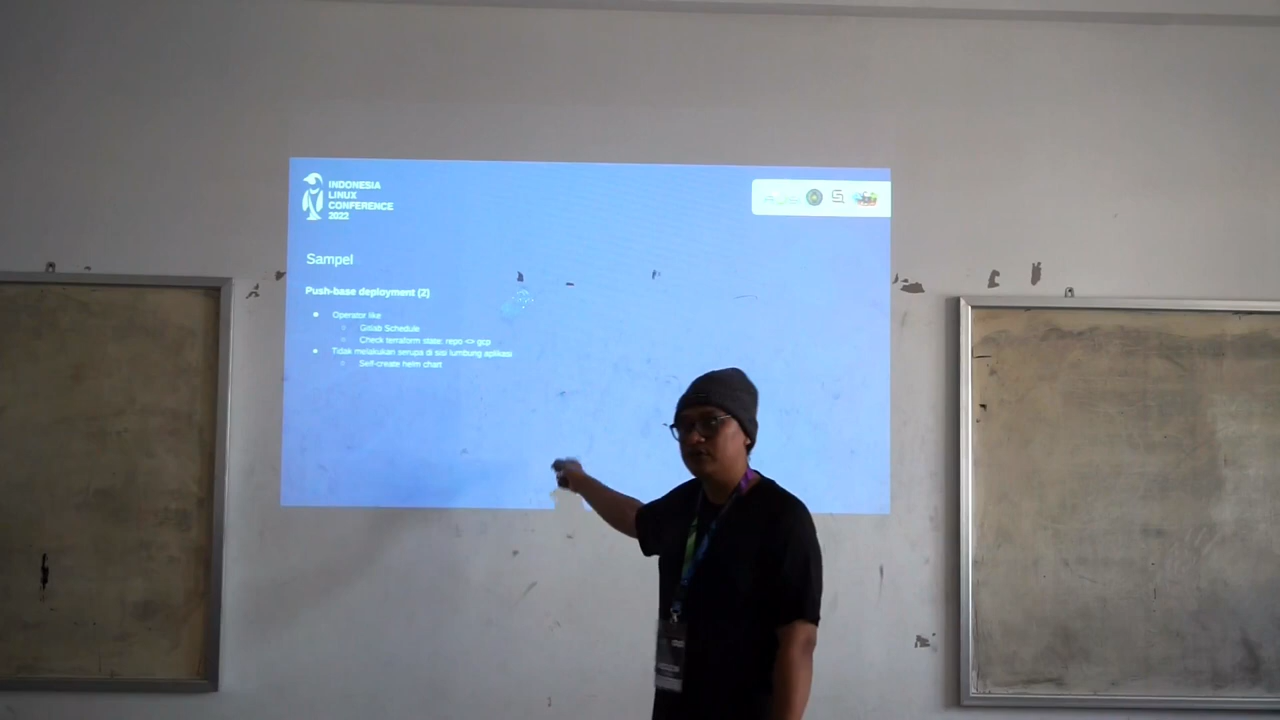 INDONESIA
LINUX
CONFERENCE
2022
Sampel
Push-base deployment (2)
Operator like
Gitlab Schedule
Check terraform state: repo <> gcp
Tidak melakukan serupa di sisi lumbung aplikasi
Self-create helm chart